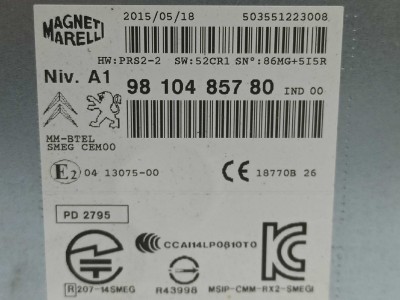 MAGNETI MARELLI
2015/05/18 503551223008
HW:PRS2-2 SW:52CR1 SN°:86MG+5I5R
Niv. A1
98 104 857 80 IND 00
MM-BTEL
SMEG CEM00
E2 04 13075-00
CE 18770B 26
PD 2795
CCAI14LP0810T0
R 207-14SMEG
R43998
MSIP-CMM-RX2-SMEGI